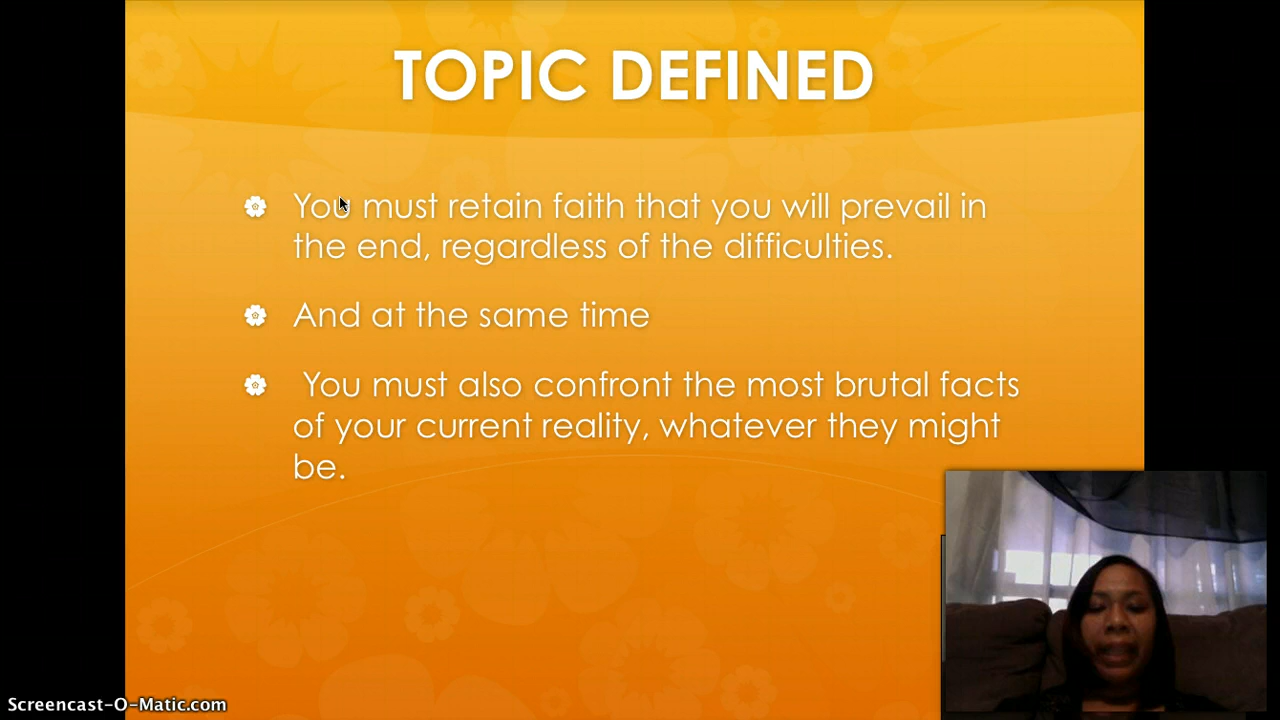 TOPIC DEFINED
You must retain faith that you will prevail in
the end, regardless of the difficulties.
And at the same time
You must also confront the most brutal facts
of your current reality, whatever they might
be.
Screencast-O-Matic.com